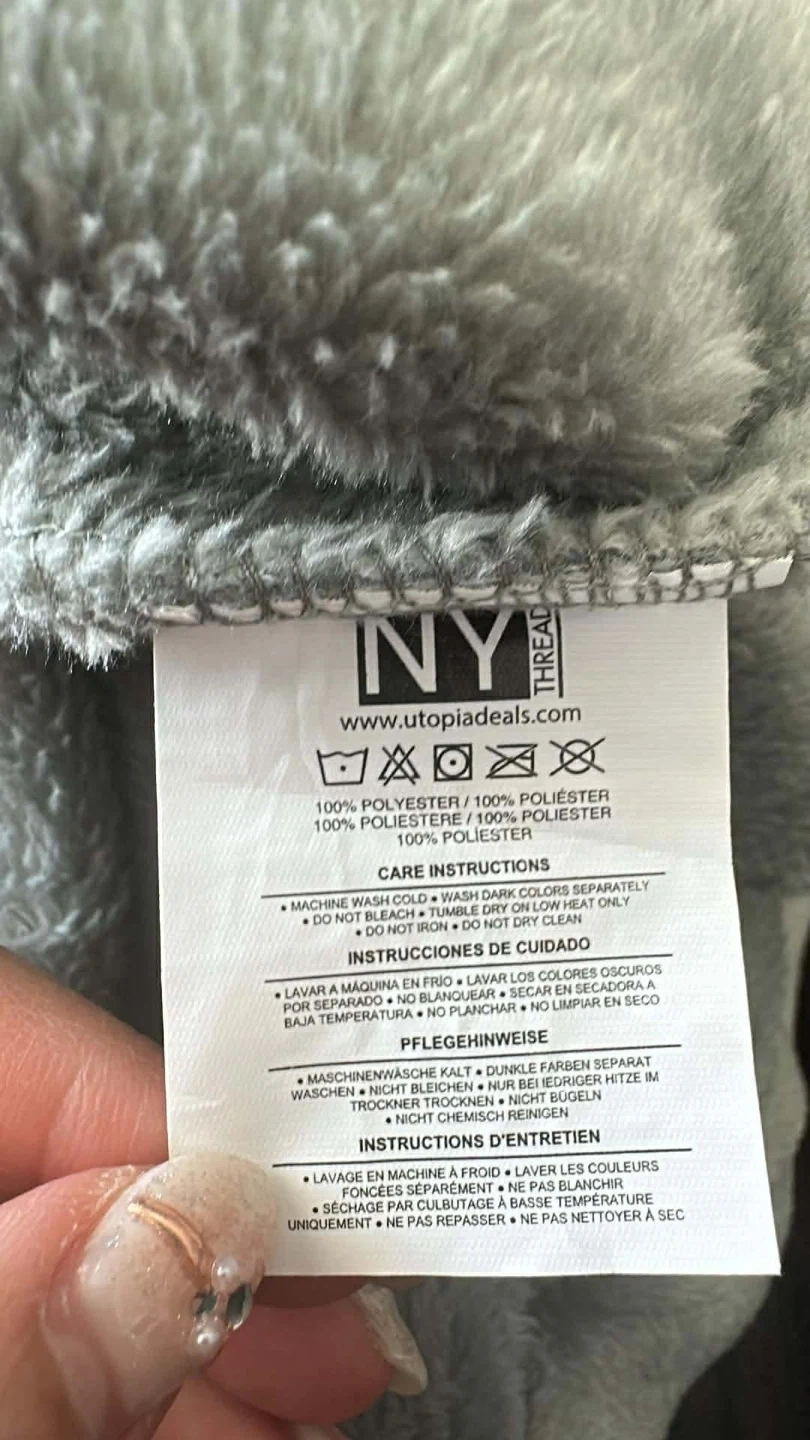 NY
THREAD
www.utopiadeals.com
100% POLYESTER / 100% POLIÉSTER
100% POLIESTERE / 100% POLIESTER
100% POLÍESTER
CARE INSTRUCTIONS
• MACHINE WASH COLD • WASH DARK COLORS SEPARATELY
• DO NOT BLEACH • TUMBLE DRY ON LOW HEAT ONLY
• DO NOT IRON • DO NOT DRY CLEAN
INSTRUCCIONES DE CUIDADO
• LAVAR A MÁQUINA EN FRÍO • LAVAR LOS COLORES OSCUROS
POR SEPARADO • NO BLANQUEAR • SECAR EN SECADORA A
BAJA TEMPERATURA • NO PLANCHAR • NO LIMPIAR EN SECO
PFLEGEHINWEISE
• MASCHINENWÄSCHE KALT • DUNKLE FARBEN SEPARAT
WASCHEN • NICHT BLEICHEN • NUR BEI IEDRIGER HITZE IM
TROCKNER TROCKNEN • NICHT BÜGELN
• NICHT CHEMISCH REINIGEN
INSTRUCTIONS D'ENTRETIEN
• LAVAGE EN MACHINE À FROID • LAVER LES COULEURS
FONCÉES SÉPARÉMENT • NE PAS BLANCHIR
• SÉCHAGE PAR CULBUTAGE À BASSE TEMPÉRATURE
UNIQUEMENT • NE PAS REPASSER • NE PAS NETTOYER À SEC